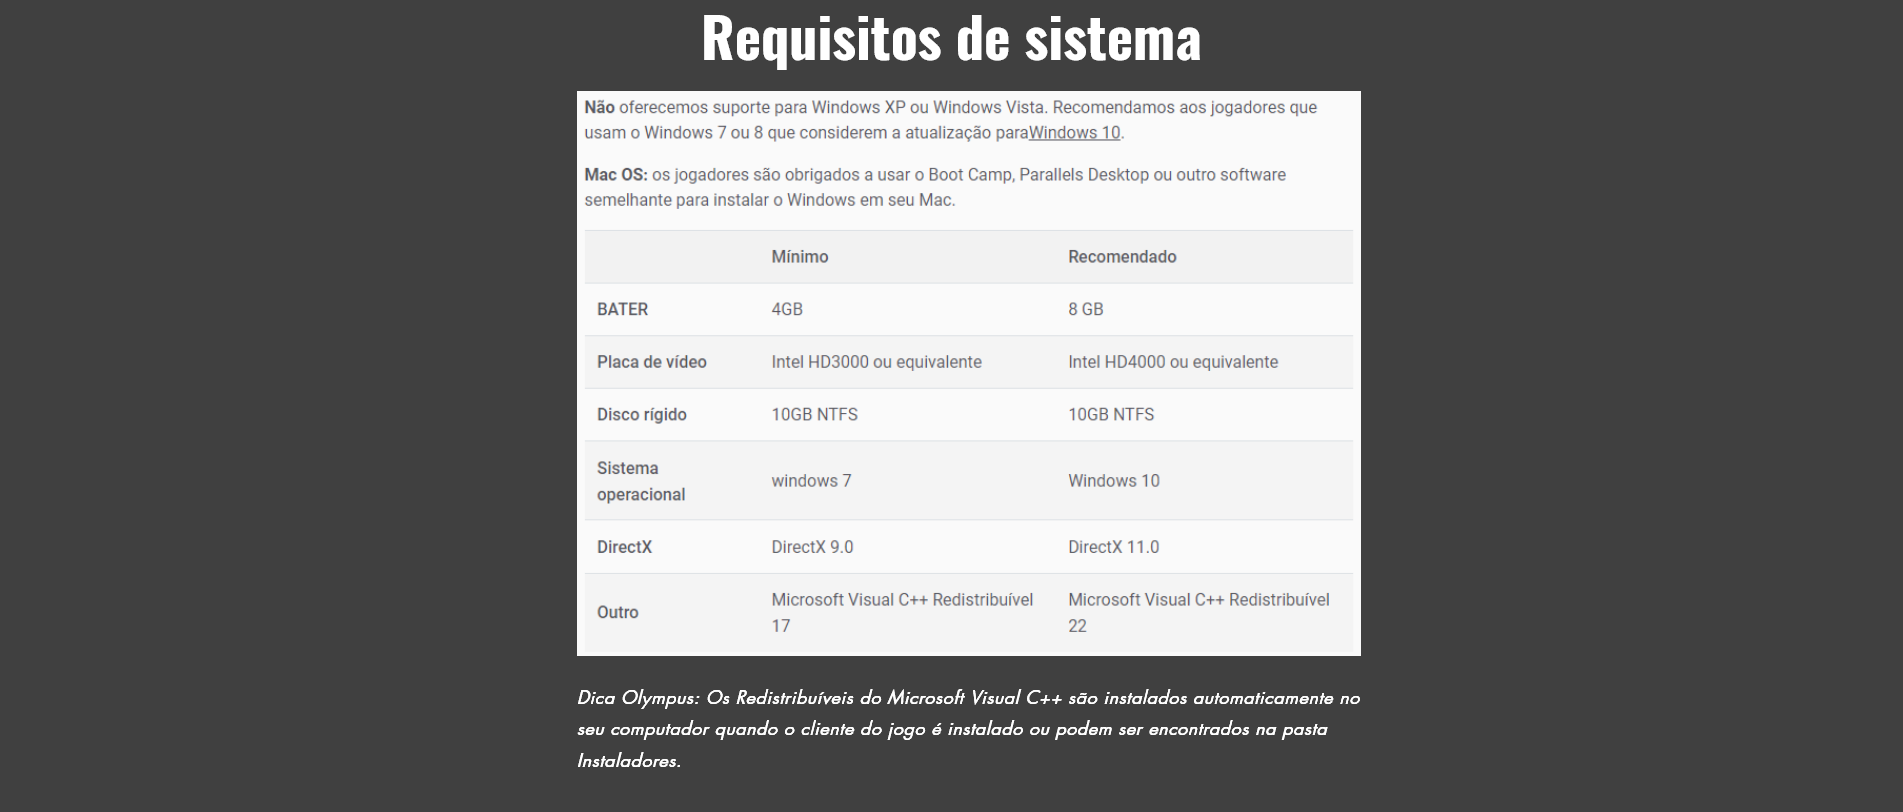 Requisitos de sistema
Não oferecemos suporte para Windows XP ou Windows Vista. Recomendamos aos jogadores que
usam o Windows 7 ou 8 que considerem a atualização paraWindows 10.
Mac OS: os jogadores são obrigados a usar o Boot Camp, Parallels Desktop ou outro software
semelhante para instalar o Windows em seu Mac.
Mínimo Recomendado
BATER 4GB 8 GB
Placa de vídeo Intel HD3000 ou equivalente Intel HD4000 ou equivalente
Disco rígido 10GB NTFS 10GB NTFS
Sistema
operacional windows 7 Windows 10
DirectX DirectX 9.0 DirectX 11.0
Outro Microsoft Visual C++ Redistribuível Microsoft Visual C++ Redistribuível
17 22
Dica Olympus: Os Redistribuíveis do Microsoft Visual C++ são instalados automaticamente no
seu computador quando o cliente do jogo é instalado ou podem ser encontrados na pasta
Instaladores.